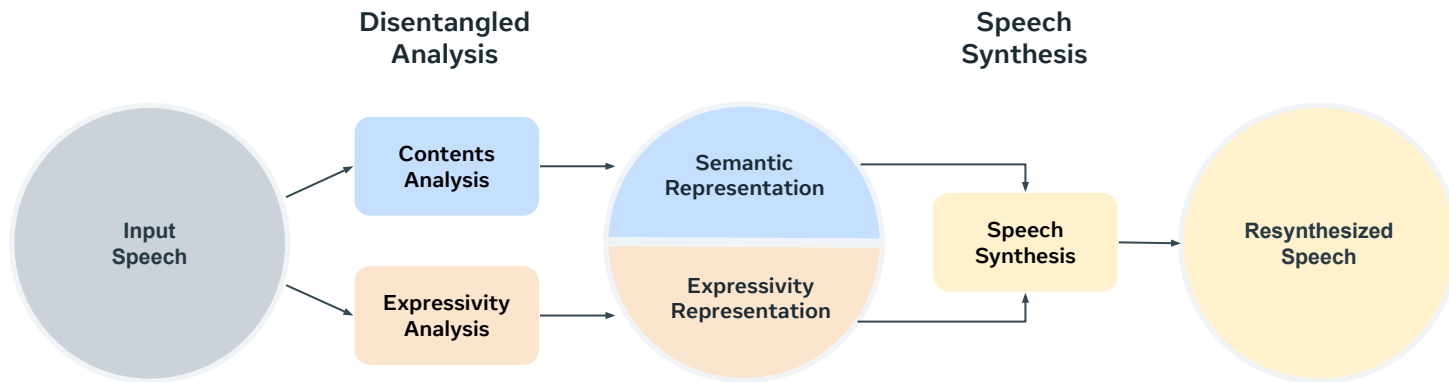 Disentangled
Analysis
Speech
Synthesis
Input
Speech
Contents
Analysis
Expressivity
Analysis
Semantic
Representation
Expressivity
Representation
Speech
Synthesis
Resynthesized
Speech